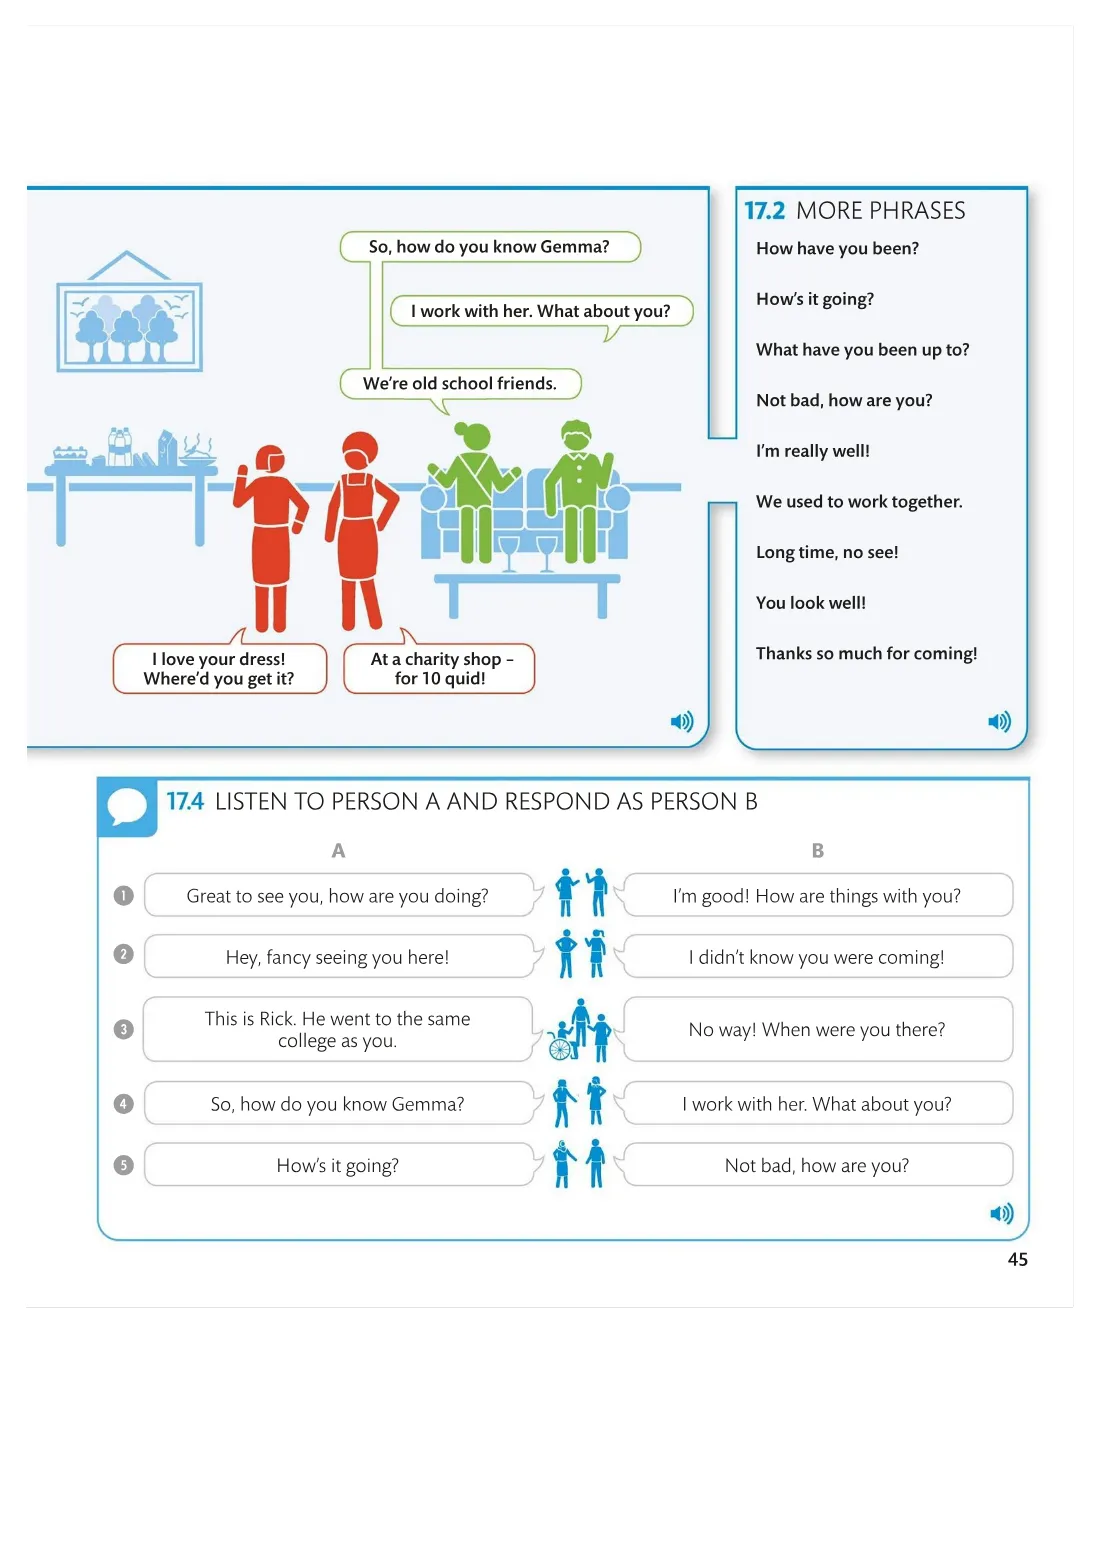 So, how do you know Gemma?
I work with her. What about you?
We're old school friends.
I love your dress!
Where'd you get it?
At a charity shop –
for 10 quid!
17.2 MORE PHRASES
How have you been?
How's it going?
What have you been up to?
Not bad, how are you?
I'm really well!
We used to work together.
Long time, no see!
You look well!
Thanks so much for coming!
17.4 LISTEN TO PERSON A AND RESPOND AS PERSON B
A
B
1 Great to see you, how are you doing?
I'm good! How are things with you?
2 Hey, fancy seeing you here!
I didn't know you were coming!
3 This is Rick. He went to the same
college as you.
No way! When were you there?
4 So, how do you know Gemma?
I work with her. What about you?
5 How's it going?
Not bad, how are you?
45